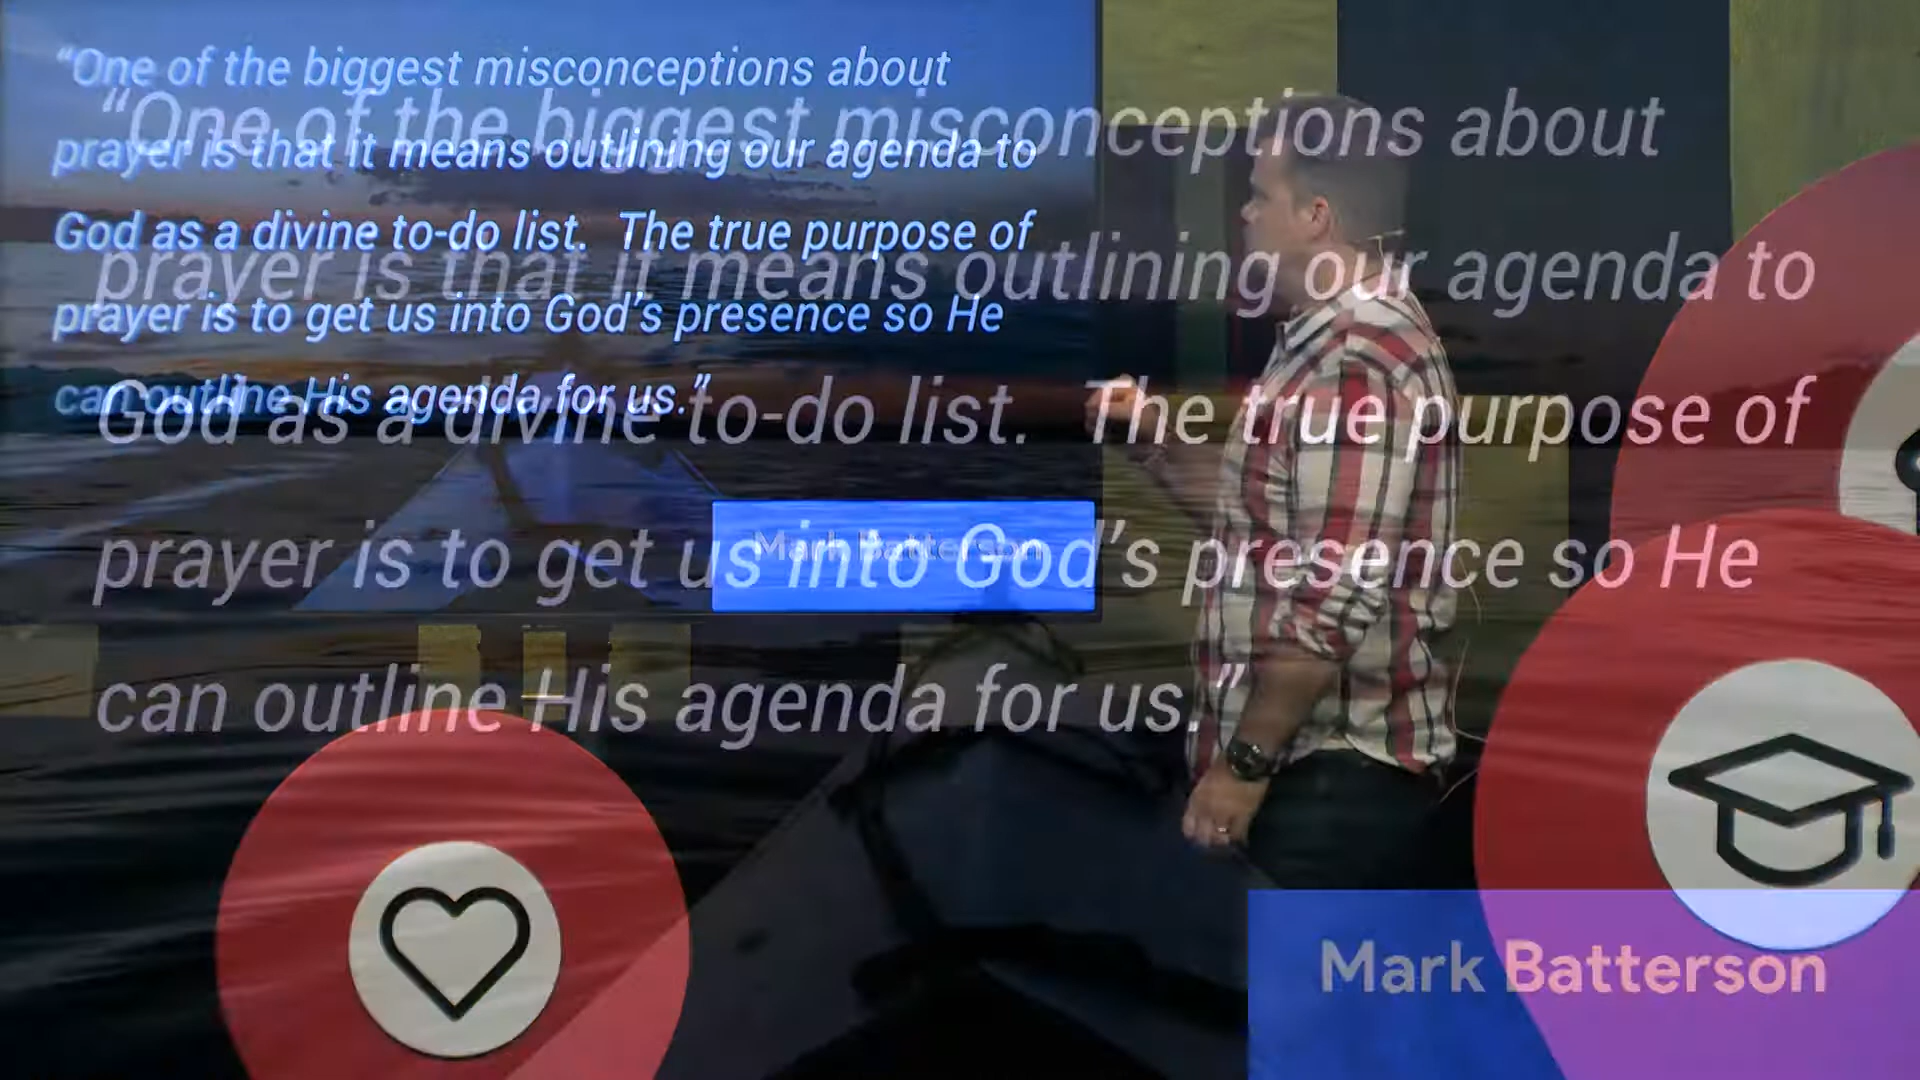 “One of the biggest misconceptions about
prayer is that it means outlining our agenda to
God as a divine to-do list.  The true purpose of
prayer is to get us into God’s presence so He
can outline His agenda for us.”
Mark Batterson
“One of the biggest misconceptions about
prayer is that it means outlining our agenda to
God as a divine to-do list.  The true purpose of
prayer is to get us into God’s presence so He
can outline His agenda for us.”
Mark Batterson